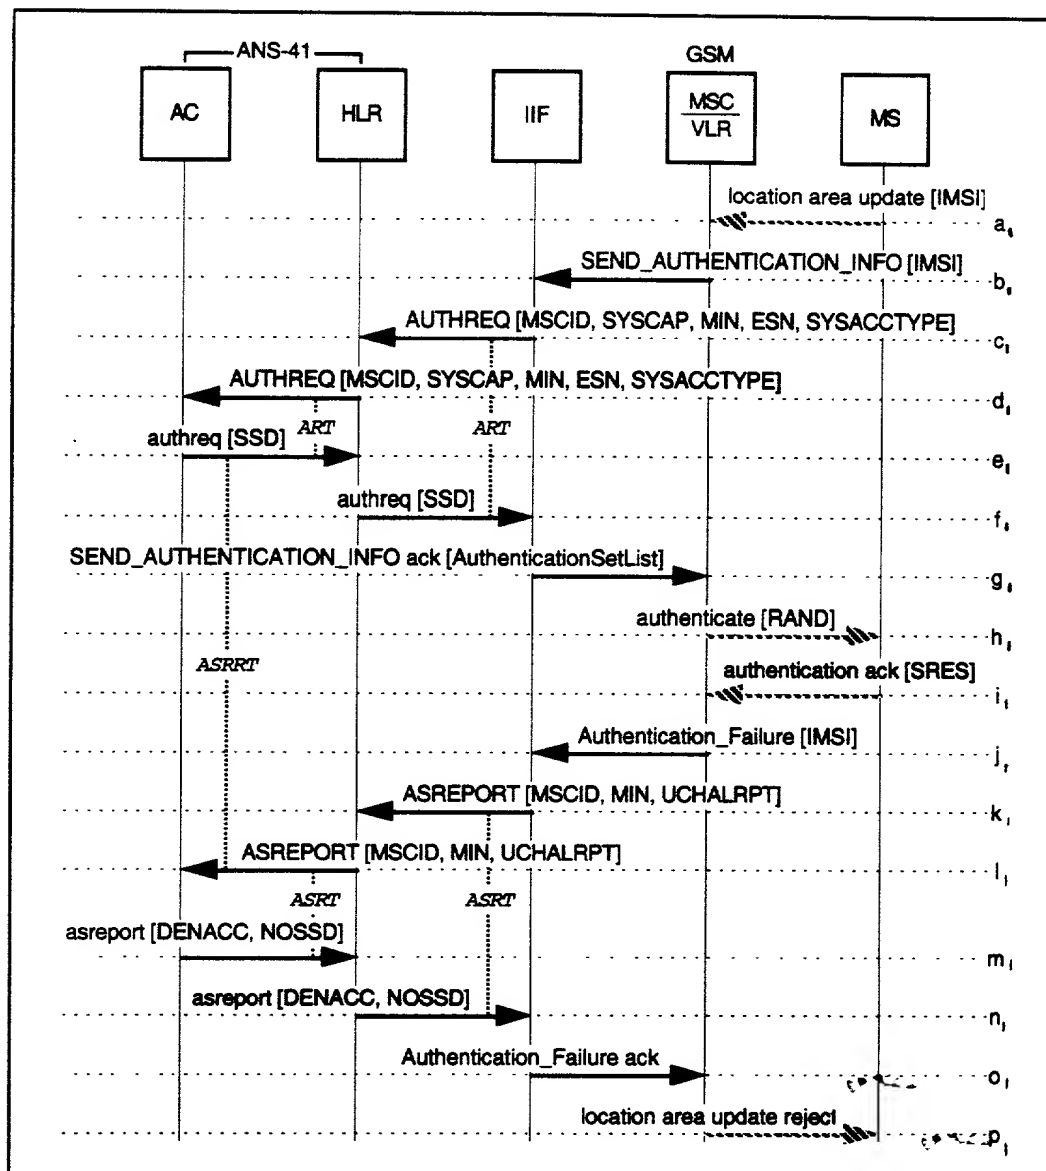 ANS-41
GSM
AC
HLR
IIF
MSC
VLR
MS
location area update [IMSI]
a
SEND_AUTHENTICATION_INFO [IMSI]
b
AUTHREQ [MSCID, SYSCAP, MIN, ESN, SYSACCTYPE]
c
AUTHREQ [MSCID, SYSCAP, MIN, ESN, SYSACCTYPE]
d
ART
ART
authreq [SSD]
e
authreq [SSD]
f
SEND_AUTHENTICATION_INFO ack [AuthenticationSetList]
g
authenticate [RAND]
h
ASRRT
authentication ack [SRES]
i
Authentication_Failure [IMSI]
j
ASREPORT [MSCID, MIN, UCHALRPT]
k
ASREPORT [MSCID, MIN, UCHALRPT]
l
ASRT
ASRT
asreport [DENACC, NOSSD]
m
asreport [DENACC, NOSSD]
n
Authentication_Failure ack
o
location area update reject
p